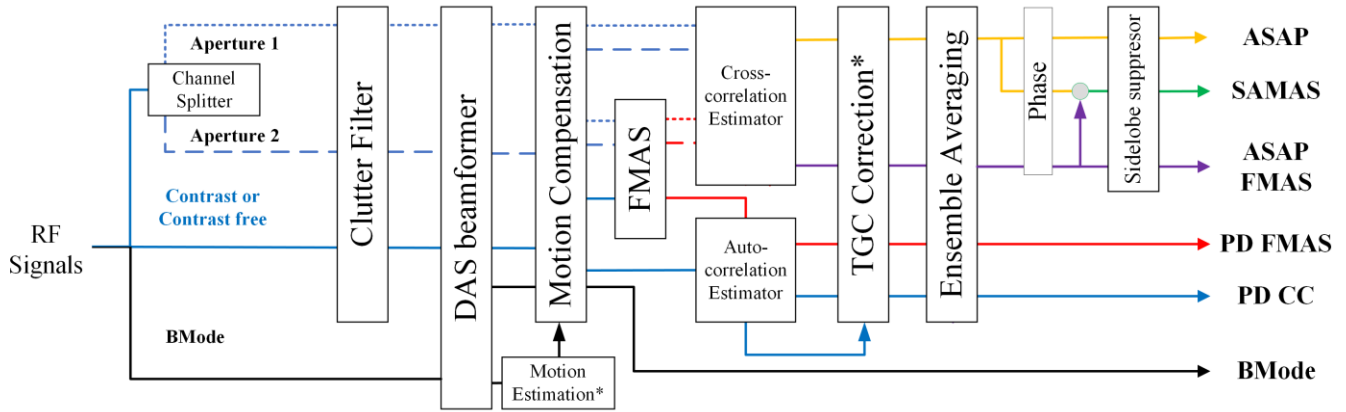 Aperture 1
Channel
Splitter
Aperture 2
Contrast or
Contrast free
RF
Signals
BMode
Clutter Filter
DAS beamformer
Motion Compensation
Motion
Estimation*
FMAS
Cross-
correlation
Estimator
Auto-
correlation
Estimator
TGC Correction*
Ensemble Averaging
Phase
Sidelobe suppresor
ASAP
SAMAS
ASAP
FMAS
PD FMAS
PD CC
BMode